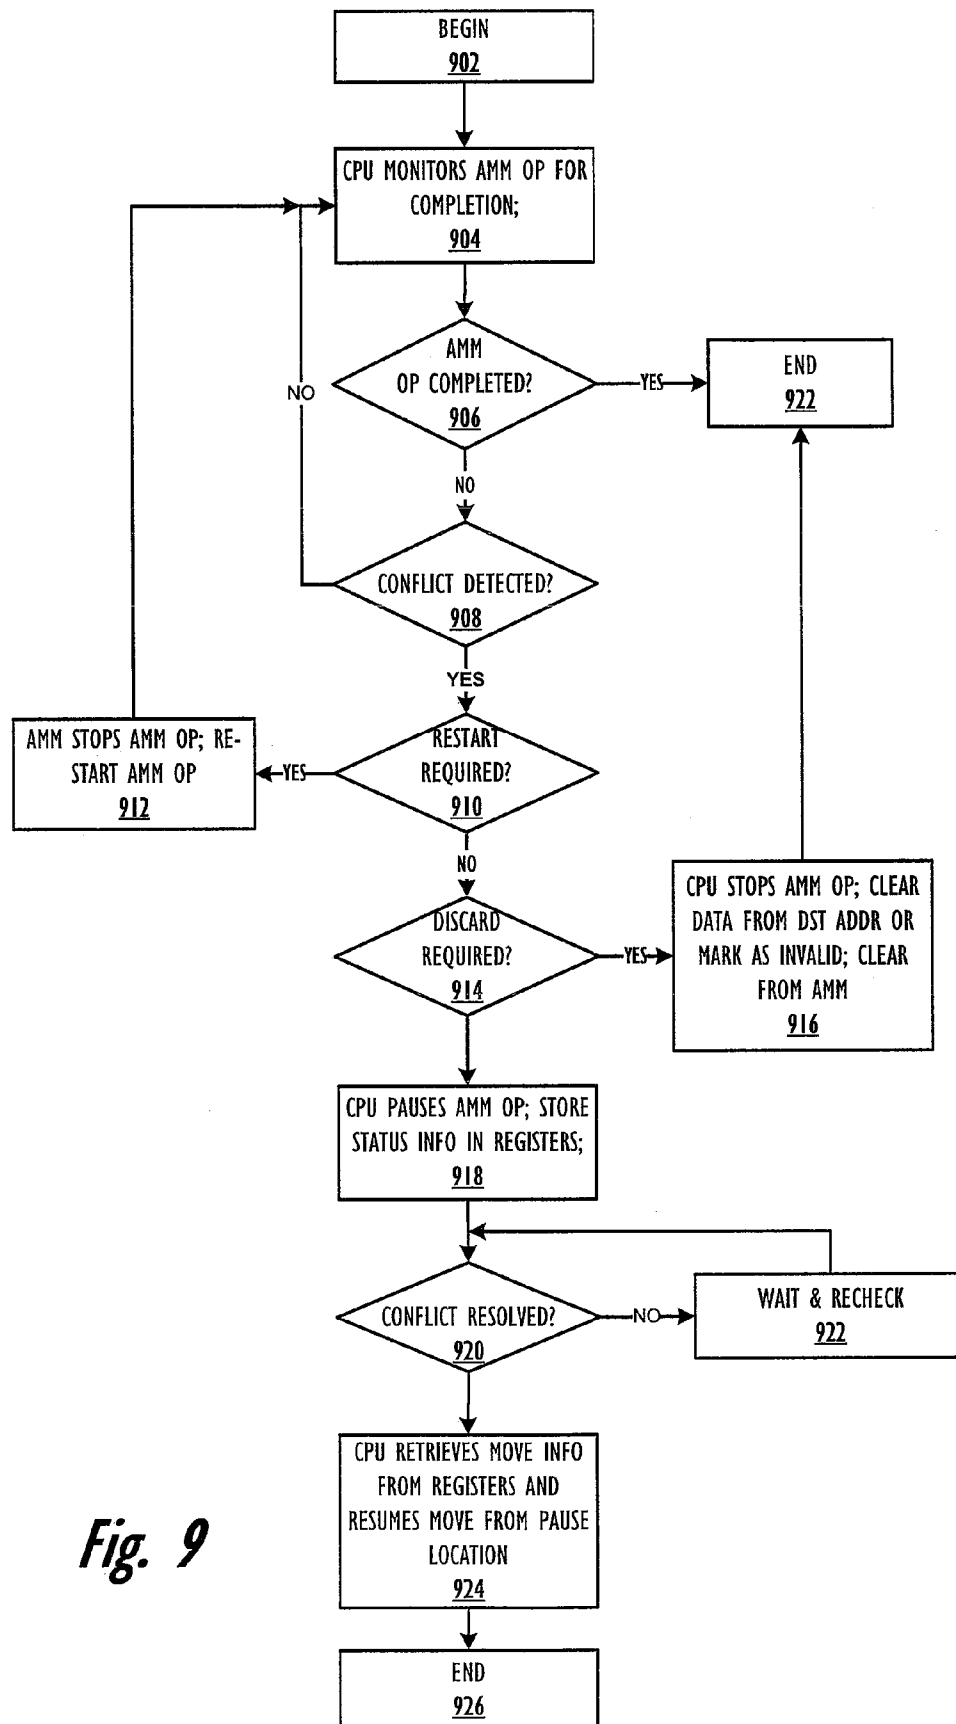 BEGIN
902
CPU MONITORS AMM OP FOR
COMPLETION;
904
AMM
OP COMPLETED?
906
YES
END
922
NO
NO
CONFLICT DETECTED?
908
YES
AMM STOPS AMM OP; RE-
START AMM OP
912
YES
RESTART
REQUIRED?
910
NO
DISCARD
REQUIRED?
914
YES
CPU STOPS AMM OP; CLEAR
DATA FROM DST ADDR OR
MARK AS INVALID; CLEAR
FROM AMM
916
CPU PAUSES AMM OP; STORE
STATUS INFO IN REGISTERS;
918
CONFLICT RESOLVED?
920
NO
WAIT & RECHECK
922
CPU RETRIEVES MOVE INFO
FROM REGISTERS AND
RESUMES MOVE FROM PAUSE
LOCATION
924
Fig. 9
END
926